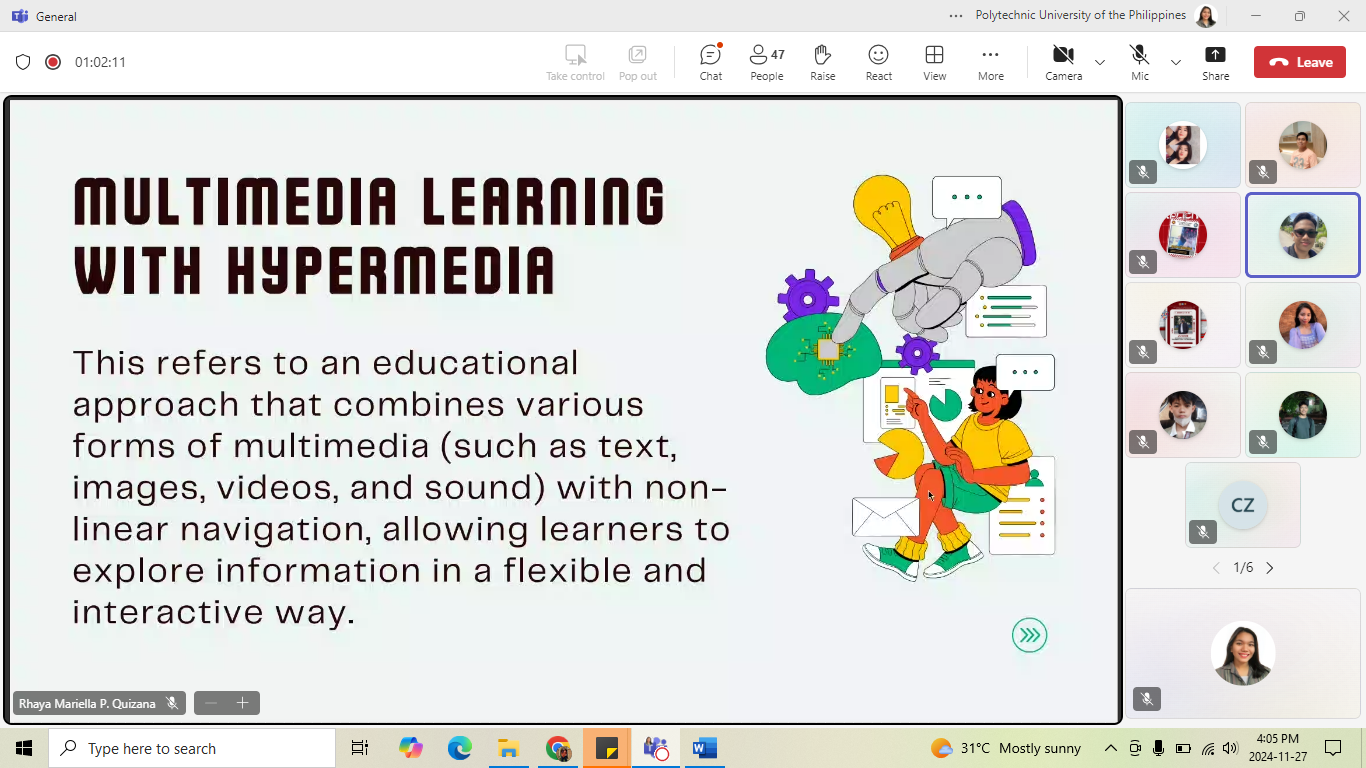 General
Polytechnic University of the Philippines
01:02:11
Take control
Pop out
Chat
47
People
Raise
React
View
More
Camera
Mic
Share
Leave
MULTIMEDIA LEARNING
WITH HYPERMEDIA
This refers to an educational
approach that combines various
forms of multimedia (such as text,
images, videos, and sound) with non-
linear navigation, allowing learners to
explore information in a flexible and
interactive way.
Rhaya Mariella P. Quizana
CZ
1/6
Type here to search
31°C Mostly sunny
4:05 PM
2024-11-27